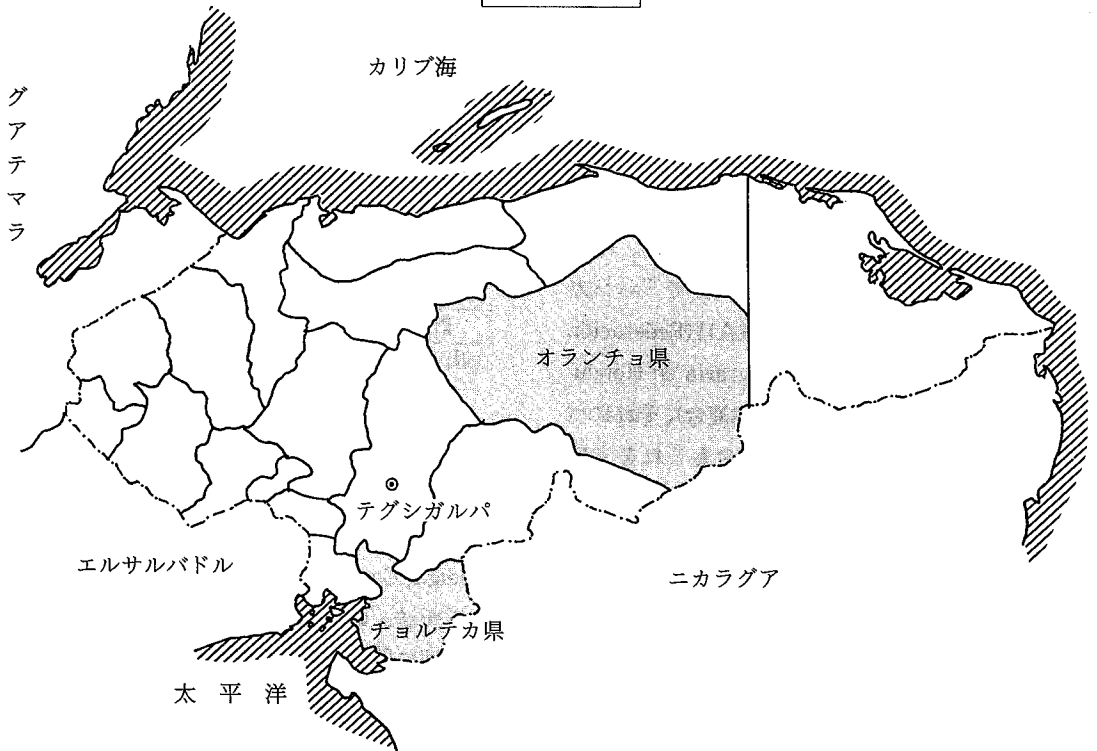 カリブ海
グアテマラ
オランチョ県
テグシガルパ
エルサルバドル
ニカラグア
チョルテカ県
太平洋